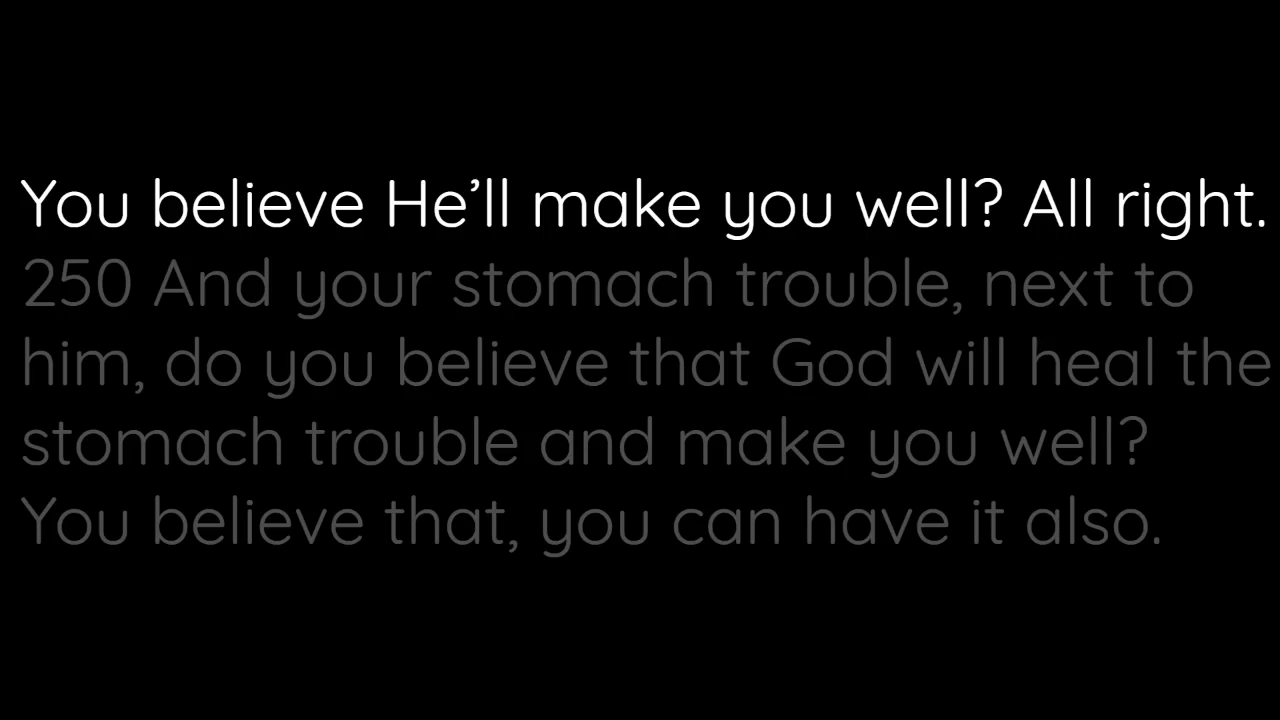 You believe He’ll make you well? All right.
250 And your stomach trouble, next to
him, do you believe that God will heal the
stomach trouble and make you well?
You believe that, you can have it also.